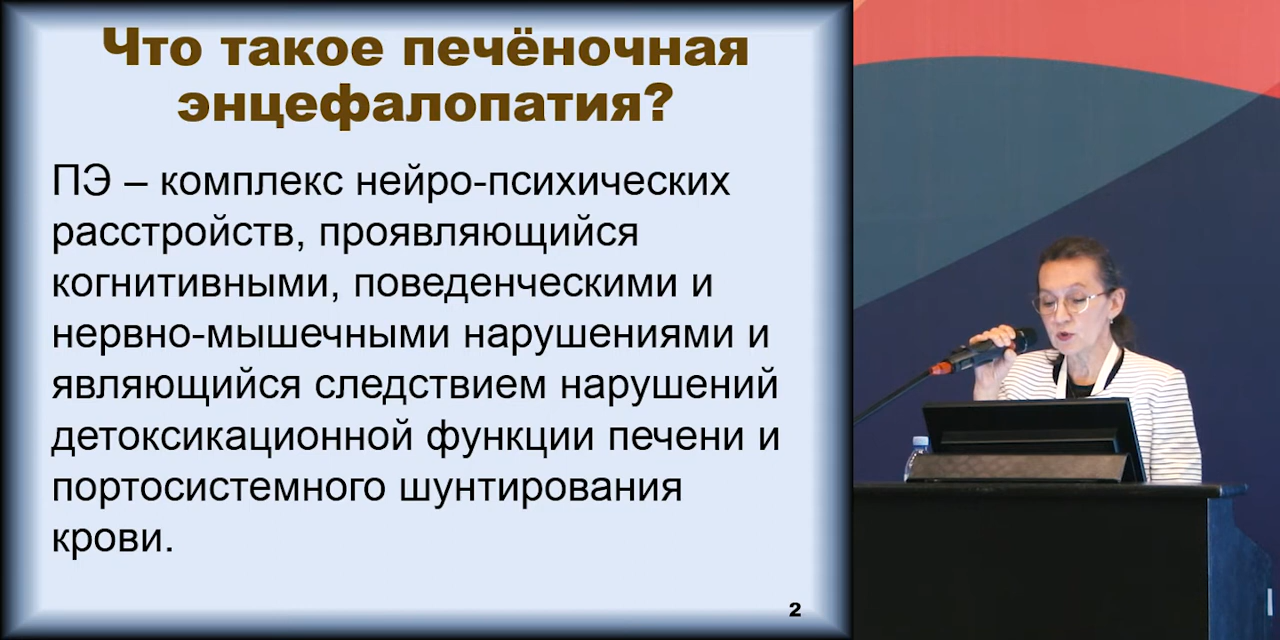 Что такое печёночная
энцефалопатия?
ПЭ – комплекс нейро-психических
расстройств, проявляющийся
когнитивными, поведенческими и
нервно-мышечными нарушениями и
являющийся следствием нарушений
детоксикационной функции печени и
портосистемного шунтирования
крови.
2